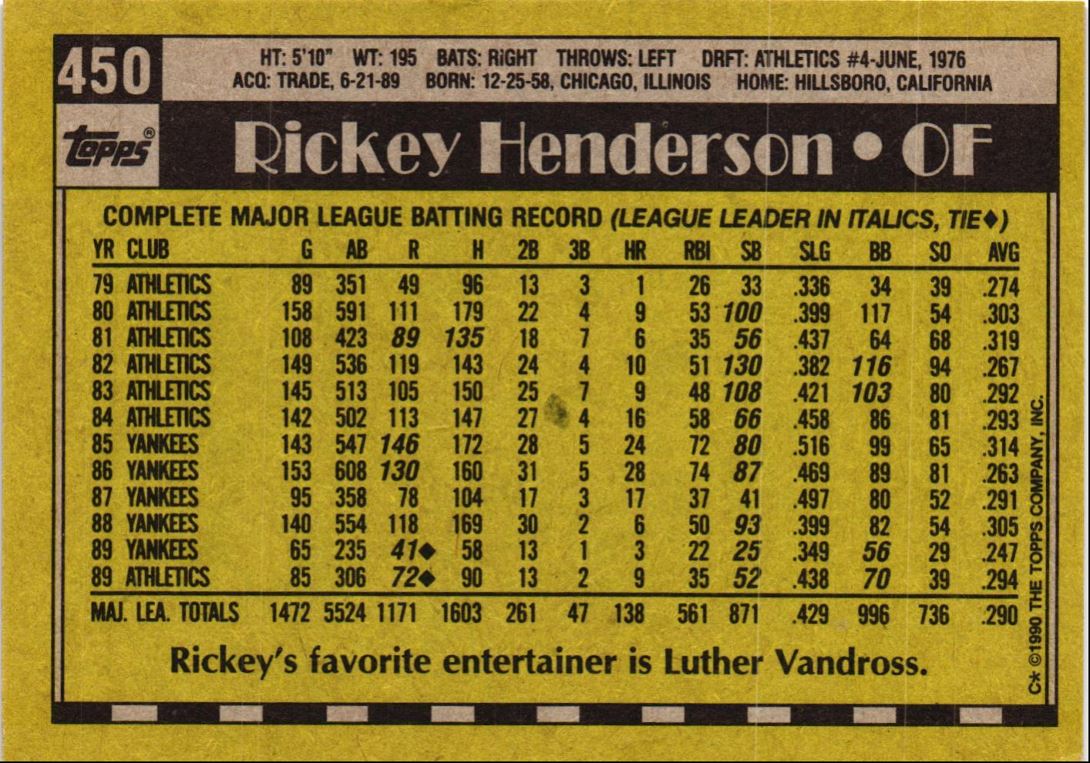 450
HT: 5'10" WT: 195 BATS: RIGHT THROWS: LEFT DRFT: ATHLETICS #4-JUNE, 1976
ACQ: TRADE, 6-21-89 BORN: 12-25-58, CHICAGO, ILLINOIS HOME: HILLSBORO, CALIFORNIA
topps®
Rickey Henderson • OF
COMPLETE MAJOR LEAGUE BATTING RECORD (LEAGUE LEADER IN ITALICS, TIE♦)
YR CLUB G AB R H 2B 3B HR RBI SB SLG BB SO AVG
79 ATHLETICS 89 351 49 96 13 3 1 26 33 .336 34 39 .274
80 ATHLETICS 158 591 111 179 22 4 9 53 100 .399 117 54 .303
81 ATHLETICS 108 423 89 135 18 7 6 35 56 .437 64 68 .319
82 ATHLETICS 149 536 119 143 24 4 10 51 130 .382 116 94 .267
83 ATHLETICS 145 513 105 150 25 7 9 48 108 .421 103 80 .292
84 ATHLETICS 142 502 113 147 27 4 16 58 66 .458 86 81 .293
85 YANKEES 143 547 146 172 28 5 24 72 80 .516 99 65 .314
86 YANKEES 153 608 130 160 31 5 28 74 87 .469 89 81 .263
87 YANKEES 95 358 78 104 17 3 17 37 41 .497 80 52 .291
88 YANKEES 140 554 118 169 30 2 6 50 93 .399 82 54 .305
89 YANKEES 65 235 41♦ 58 13 1 3 22 25 .349 56 29 .247
89 ATHLETICS 85 306 72♦ 90 13 2 9 35 52 .438 70 39 .294
MAJ. LEA. TOTALS 1472 5524 1171 1603 261 47 138 561 871 .429 996 736 .290
Rickey's favorite entertainer is Luther Vandross.
C* ©1990 THE TOPPS COMPANY, INC.